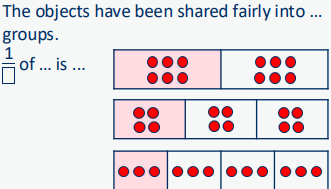 The objects have been shared fairly into ...
groups.
1/□ of ... is ...